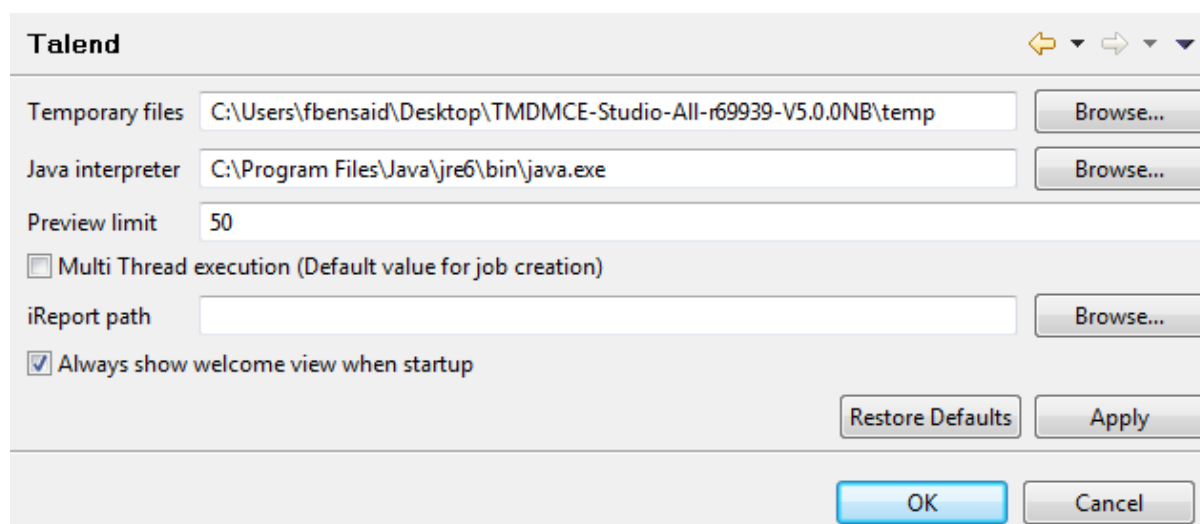 Talend
Temporary files C:\Users\fbensaid\Desktop\TMDMCE-Studio-All-r69939-V5.0.0NB\temp Browse...
Java interpreter C:\Program Files\Java\jre6\bin\java.exe Browse...
Preview limit 50
Multi Thread execution (Default value for job creation)
iReport path Browse...
Always show welcome view when startup
Restore Defaults Apply
OK Cancel